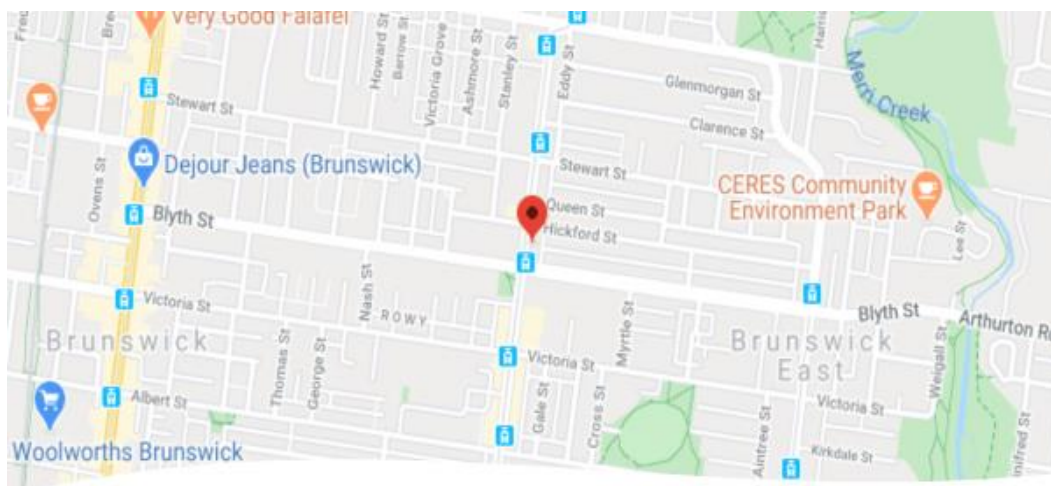 Very Good Falafel
Howard St
Barrow St
Victoria Grove
Ashmore St
Stanley St
Eddy St
Glenmorgan St
Merri Creek
Stewart St
Clarence St
Dejour Jeans (Brunswick)
Stewart St
CERES Community
Environment Park
Ovens St
Blyth St
Queen St
Hickford St
Lee St
Nash St
Victoria St
ROWY
Blyth St
Arthurton R
Brunswick
Thomas St
George St
Victoria St
Myrtle St
Brunswick
East
Weigall St
Albert St
Gale St
Cross St
Victoria St
Aintree St
Kirkdale St
Woolworths Brunswick
inifred St